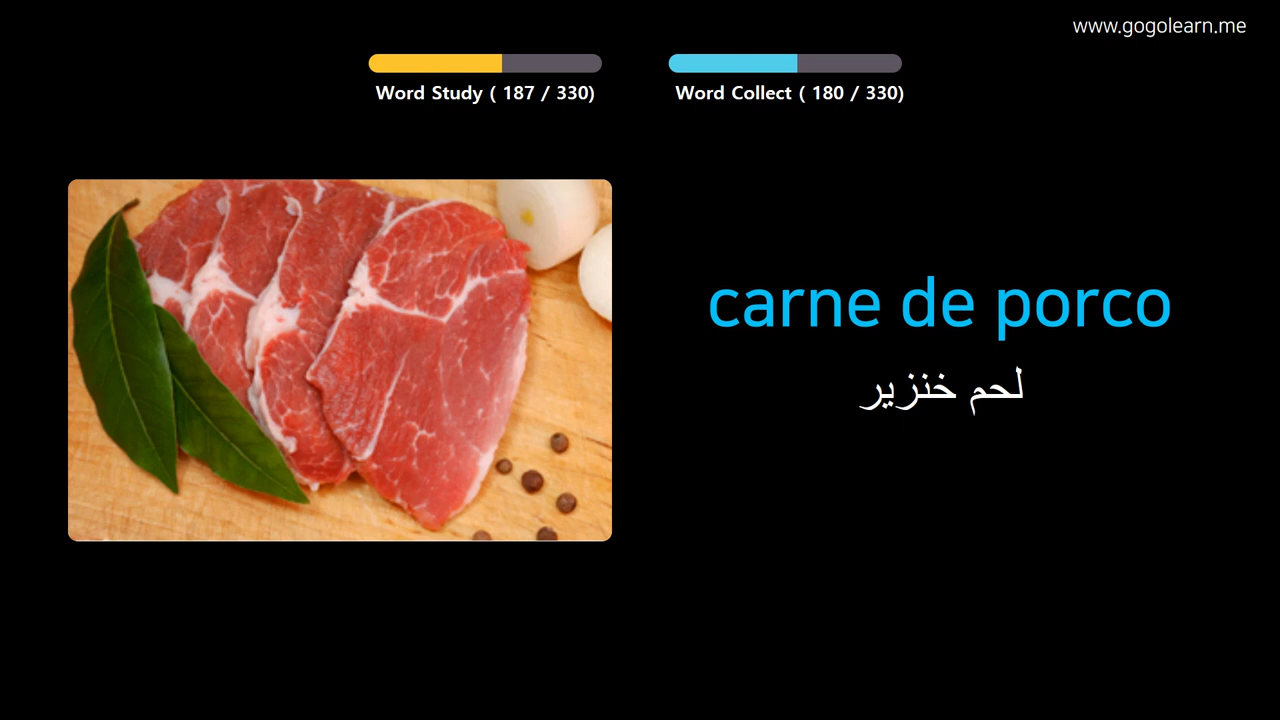 www.gogolearn.me
Word Study ( 187 / 330)
Word Collect ( 180 / 330)
carne de porco
لحم خنزير